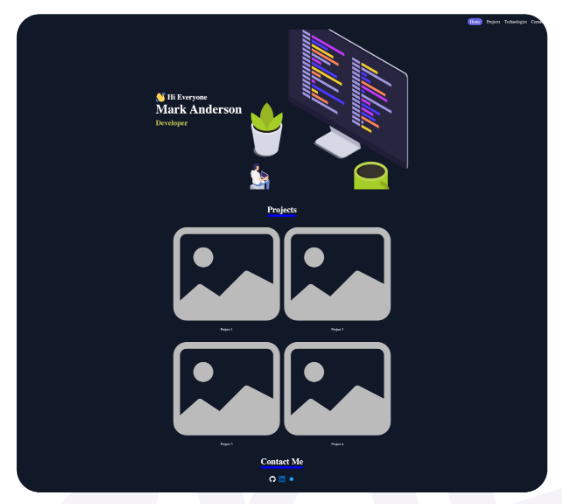 Home Projects Technologies
Hi Everyone
Mark Anderson
Developer
Projects
Project 1
Project 2
Project 3
Project 4
Contact Me